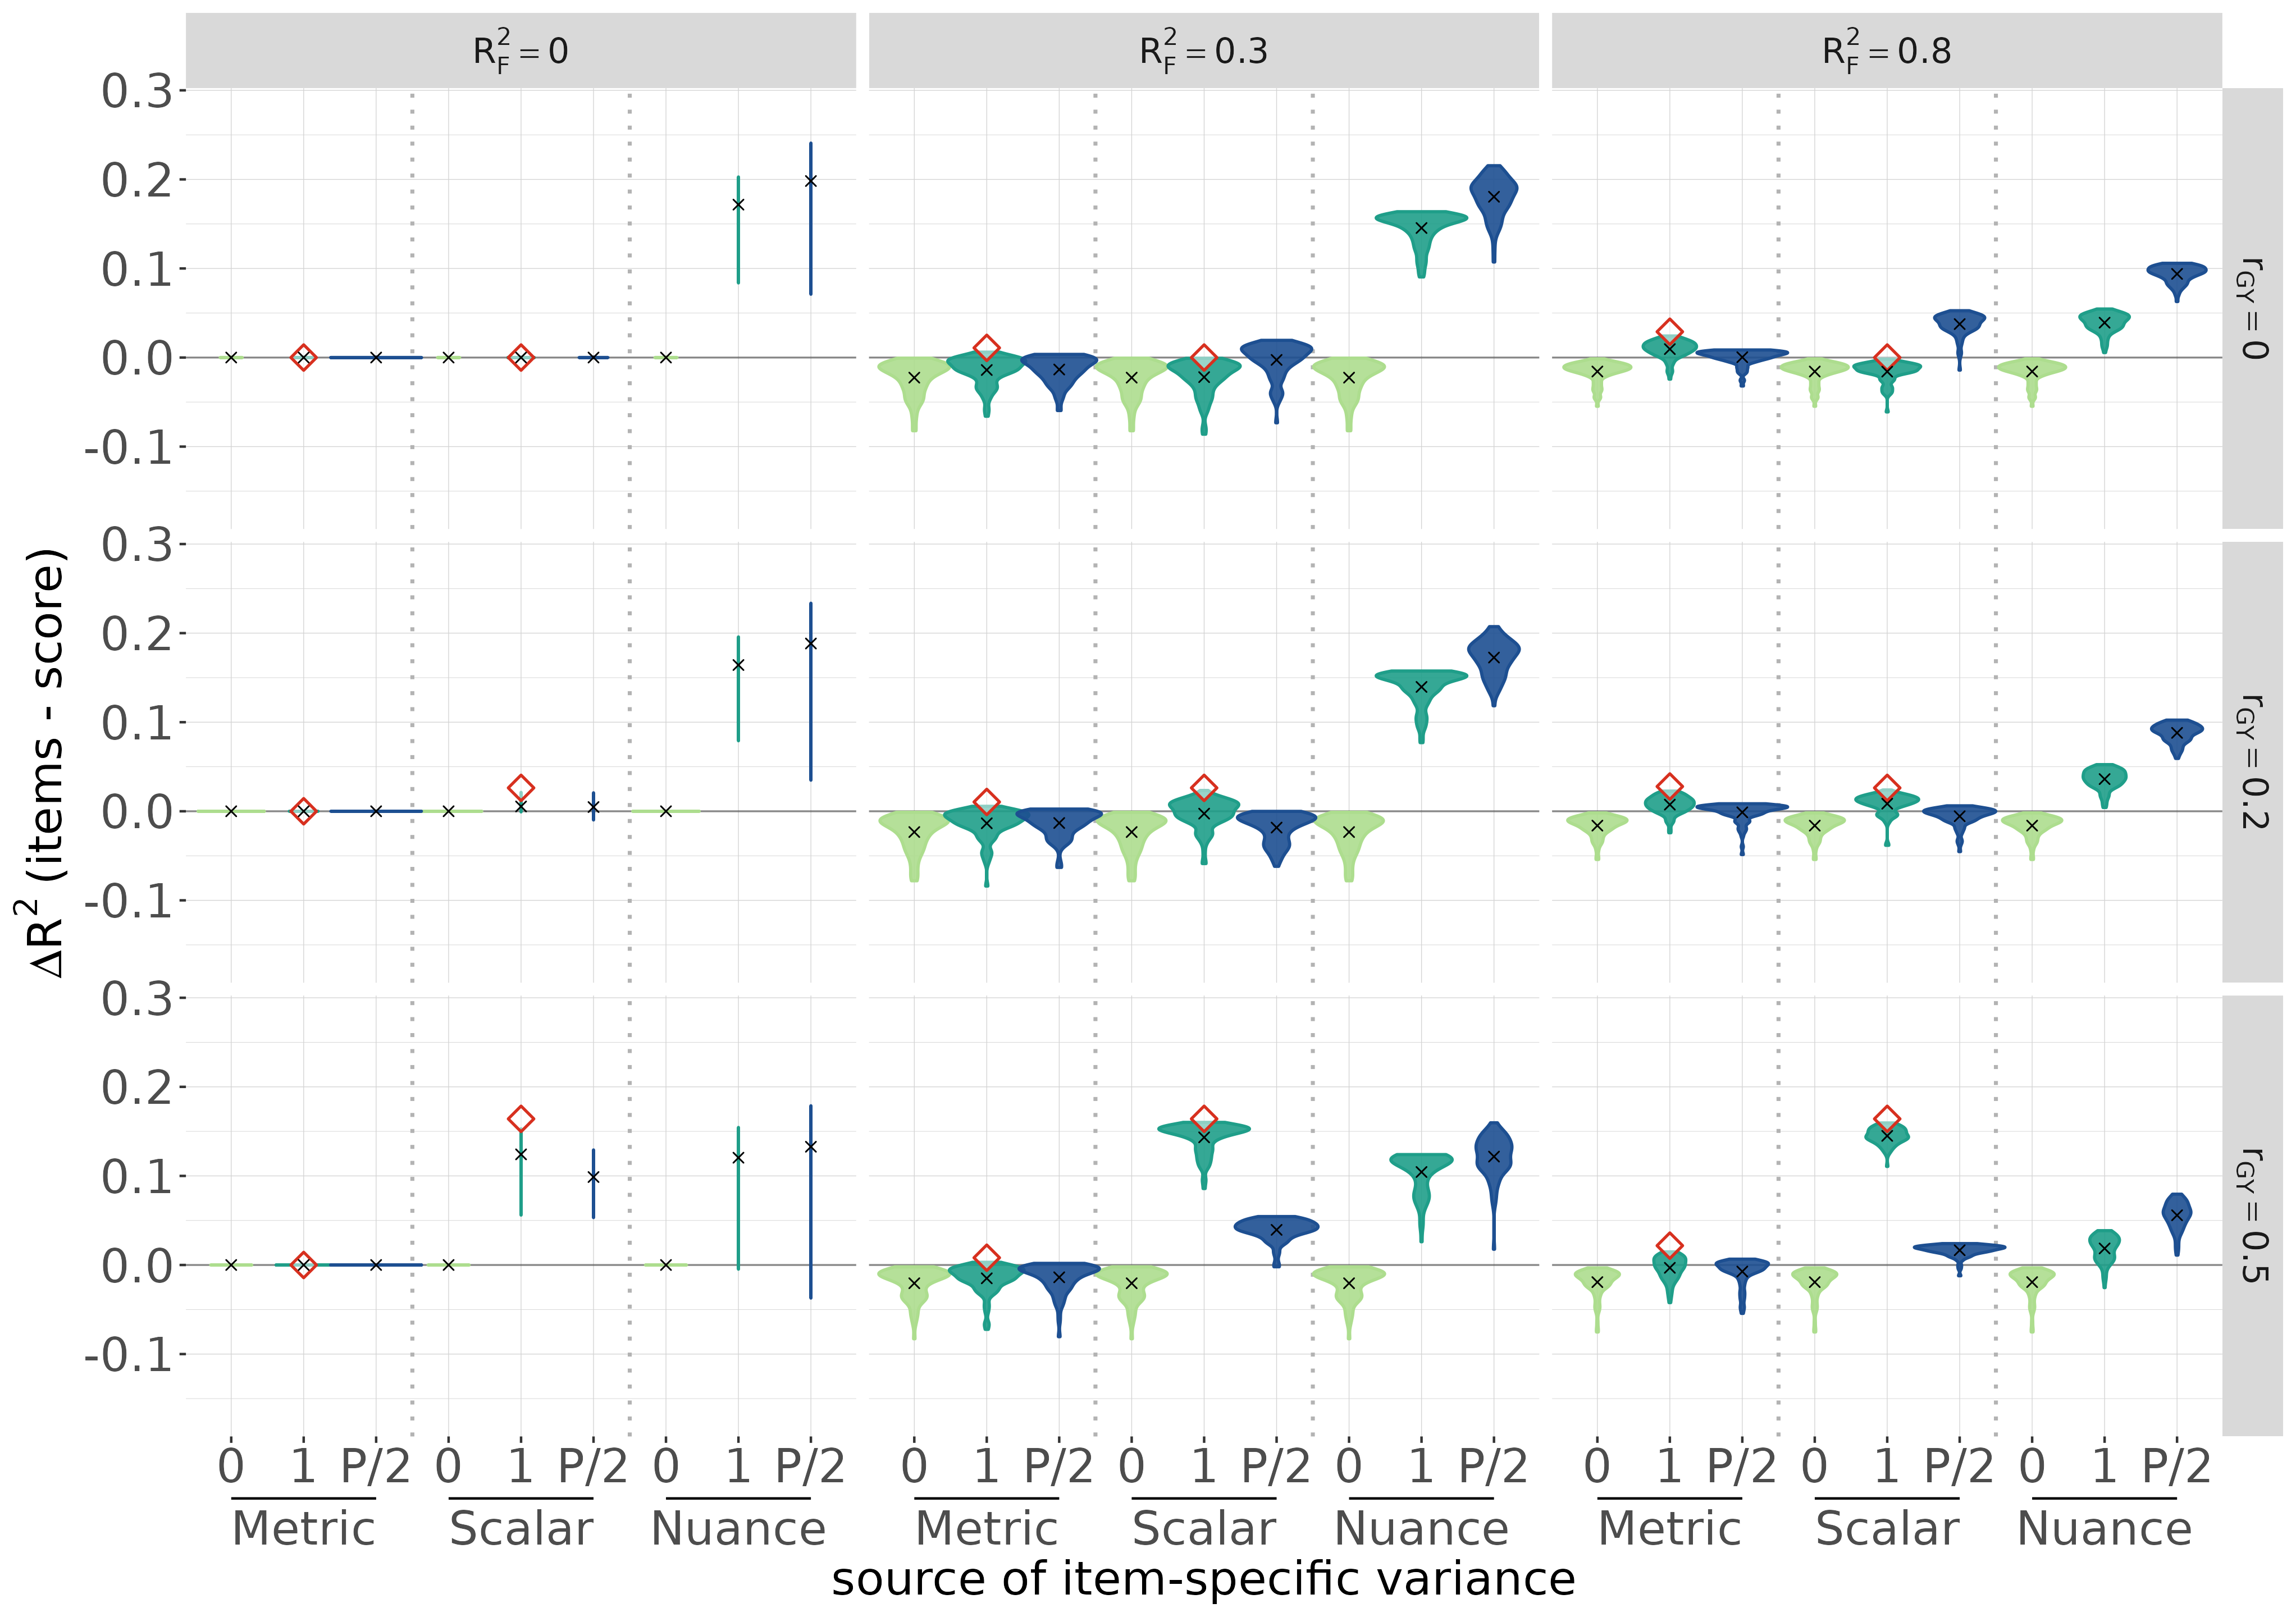 R²F = 0 R²F = 0.3 R²F = 0.8
0.3
0.2
0.1
0.0
-0.1
rGY = 0
0.3
0.2
0.1
0.0
-0.1
rGY = 0.2
0.3
0.2
0.1
0.0
-0.1
rGY = 0.5
ΔR² (items - score)
0 1 P/2 0 1 P/2 0 1 P/2 0 1 P/2 0 1 P/2 0 1 P/2 0 1 P/2 0 1 P/2 0 1 P/2
Metric Scalar Nuance Metric Scalar Nuance Metric Scalar Nuance
source of item-specific variance